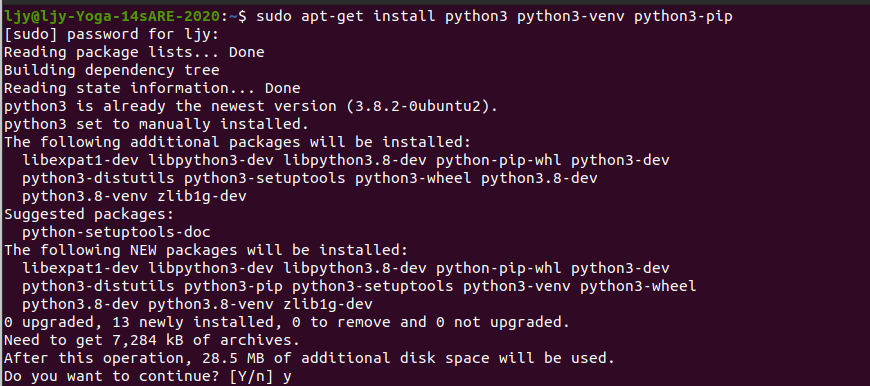 ljy@ljy-Yoga-14sARE-2020:~$ sudo apt-get install python3 python3-venv python3-pip
[sudo] password for ljy:
Reading package lists... Done
Building dependency tree
Reading state information... Done
python3 is already the newest version (3.8.2-0ubuntu2).
python3 set to manually installed.
The following additional packages will be installed:
  libexpat1-dev libpython3-dev libpython3.8-dev python-pip-whl python3-dev
  python3-distutils python3-setuptools python3-wheel python3.8-dev
  python3.8-venv zlib1g-dev
Suggested packages:
  python-setuptools-doc
The following NEW packages will be installed:
  libexpat1-dev libpython3-dev libpython3.8-dev python-pip-whl python3-dev
  python3-distutils python3-pip python3-setuptools python3-venv python3-wheel
  python3.8-dev python3.8-venv zlib1g-dev
0 upgraded, 13 newly installed, 0 to remove and 0 not upgraded.
Need to get 7,284 kB of archives.
After this operation, 28.5 MB of additional disk space will be used.
Do you want to continue? [Y/n] y